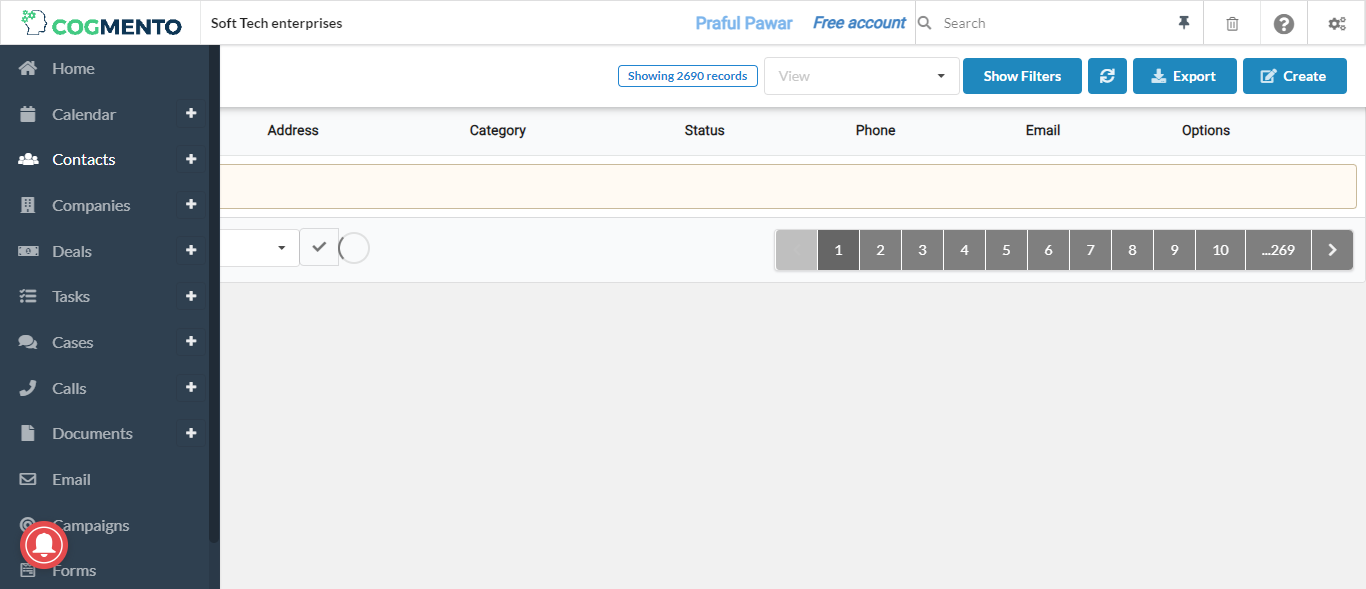 COGMENTO
Soft Tech enterprises
Praful Pawar
Free account
Search
Home
Calendar
Contacts
Companies
Deals
Tasks
Cases
Calls
Documents
Email
Campaigns
Forms
Showing 2690 records
View
Show Filters
Export
Create
Address Category Status Phone Email Options
1 2 3 4 5 6 7 8 9 10 ...269